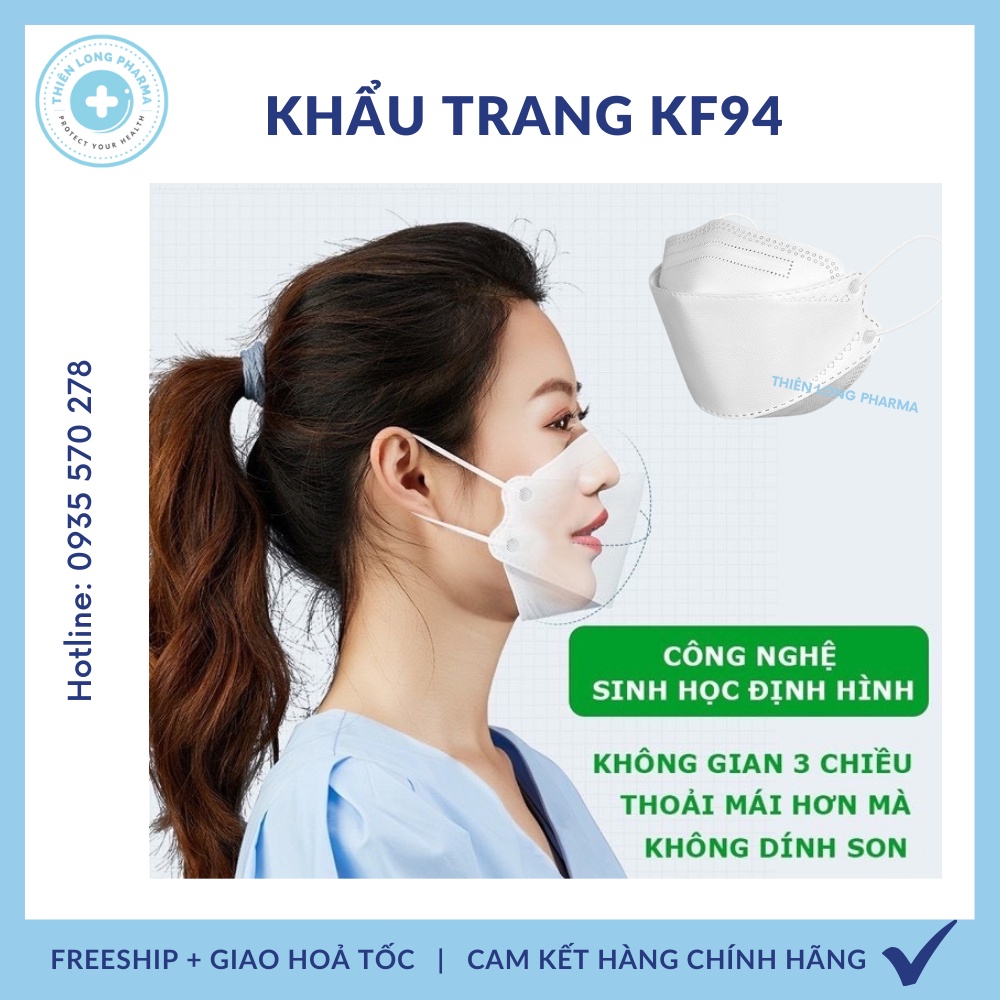 THIÊN LONG PHARMA
PROTECT YOUR HEALTH
KHẨU TRANG KF94
Hotline: 0935 570 278
THIÊN LONG PHARMA
CÔNG NGHỆ
SINH HỌC ĐỊNH HÌNH
KHÔNG GIAN 3 CHIỀU
THOẢI MÁI HƠN MÀ
KHÔNG DÍNH SON
FREESHIP + GIAO HOẢ TỐC | CAM KẾT HÀNG CHÍNH HÃNG